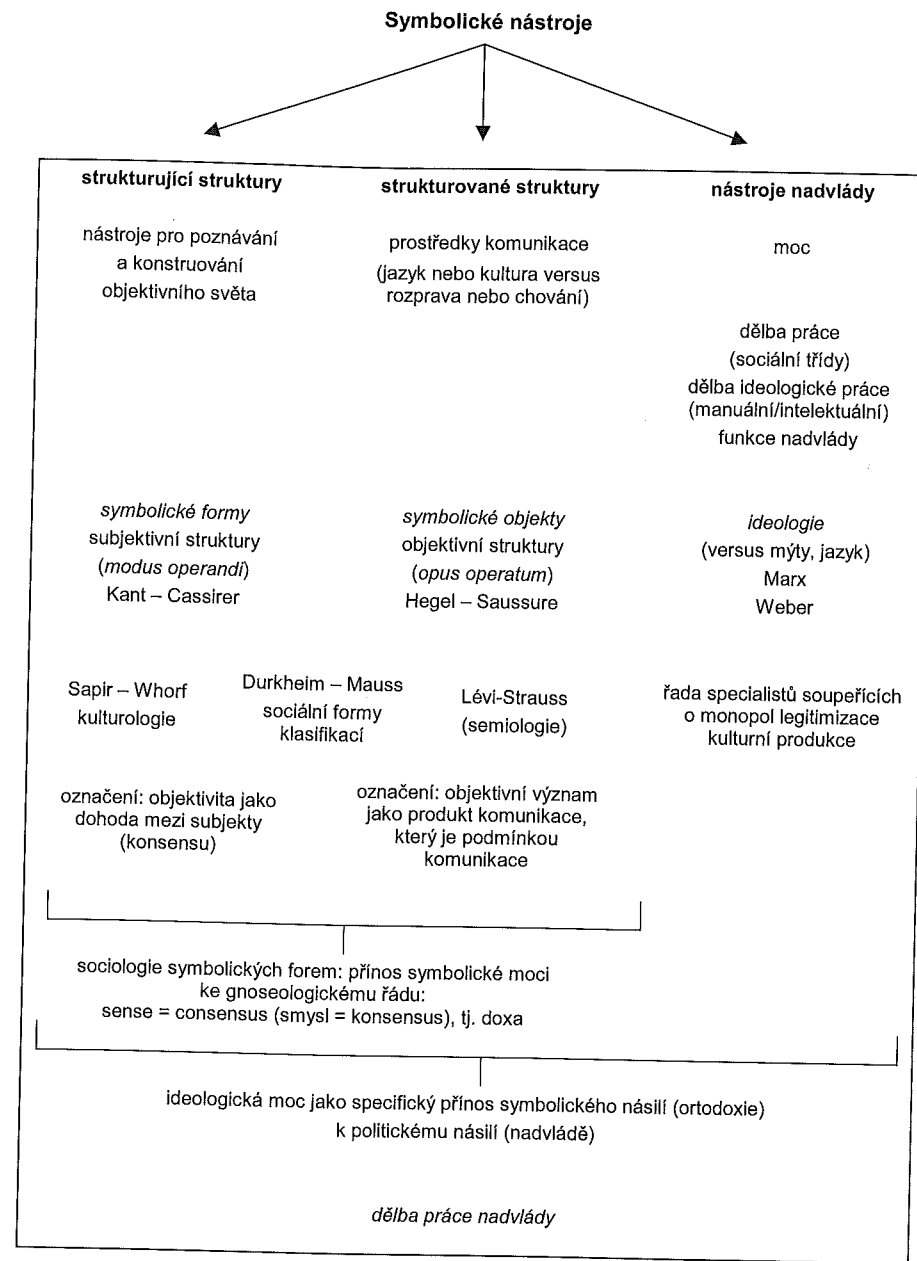 Symbolické nástroje
strukturující struktury
nástroje pro poznávání
a konstruování
objektivního světa
strukturované struktury
prostředky komunikace
(jazyk nebo kultura versus
rozprava nebo chování)
nástroje nadvlády
moc
dělba práce
(sociální třídy)
dělba ideologické práce
(manuální/intelektuální)
funkce nadvlády
symbolické formy
subjektivní struktury
(modus operandi)
Kant – Cassirer
symbolické objekty
objektivní struktury
(opus operatum)
Hegel – Saussure
ideologie
(versus mýty, jazyk)
Marx
Weber
Sapir – Whorf
kulturologie
Durkheim – Mauss
sociální formy
klasifikací
Lévi-Strauss
(semiologie)
řada specialistů soupeřících
o monopol legitimizace
kulturní produkce
označení: objektivita jako
dohoda mezi subjekty
(konsensu)
označení: objektivní význam
jako produkt komunikace,
který je podmínkou
komunikace
sociologie symbolických forem: přínos symbolické moci
ke gnoseologickému řádu:
sense = consensus (smysl = konsensus), tj. doxa
ideologická moc jako specifický přínos symbolického násilí (ortodoxie)
k politickému násilí (nadvládě)
dělba práce nadvlády